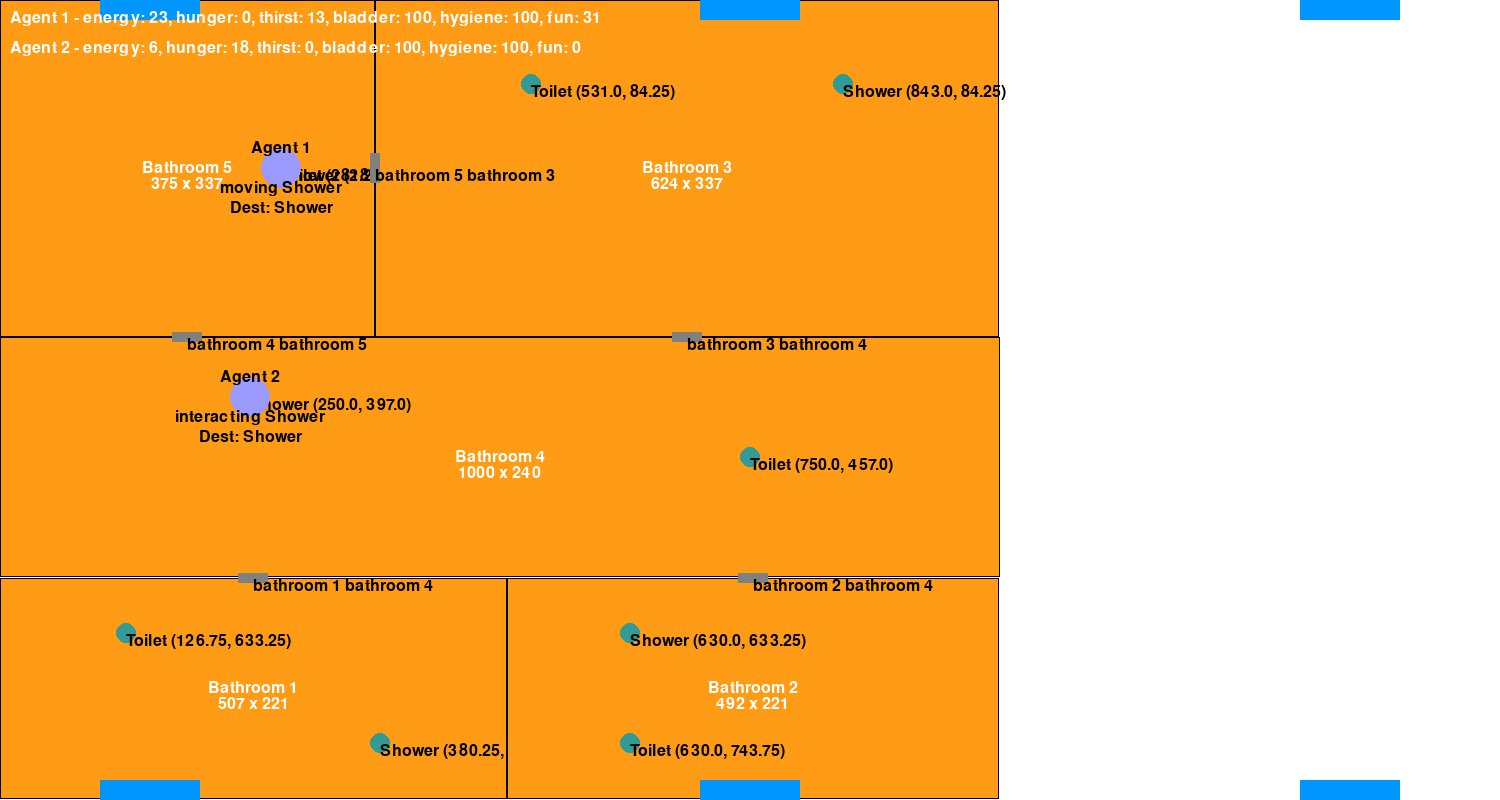 Agent 1 - energy: 23, hunger: 0, thirst: 13, bladder: 100, hygiene: 100, fun: 31
Agent 2 - energy: 6, hunger: 18, thirst: 0, bladder: 100, hygiene: 100, fun: 0
Toilet (531.0, 84.25)
Shower (843.0, 84.25)
Agent 1
Bathroom 5
375 x 337
bathroom 5 bathroom 3
Bathroom 3
624 x 337
moving Shower
Dest: Shower
bathroom 4 bathroom 5
bathroom 3 bathroom 4
Agent 2
(250.0, 397.0)
interacting Shower
Dest: Shower
Bathroom 4
1000 x 240
Toilet (750.0, 457.0)
bathroom 1 bathroom 4
bathroom 2 bathroom 4
Toilet (126.75, 633.25)
Shower (630.0, 633.25)
Bathroom 1
507 x 221
Bathroom 2
492 x 221
Shower (380.25,
Toilet (630.0, 743.75)